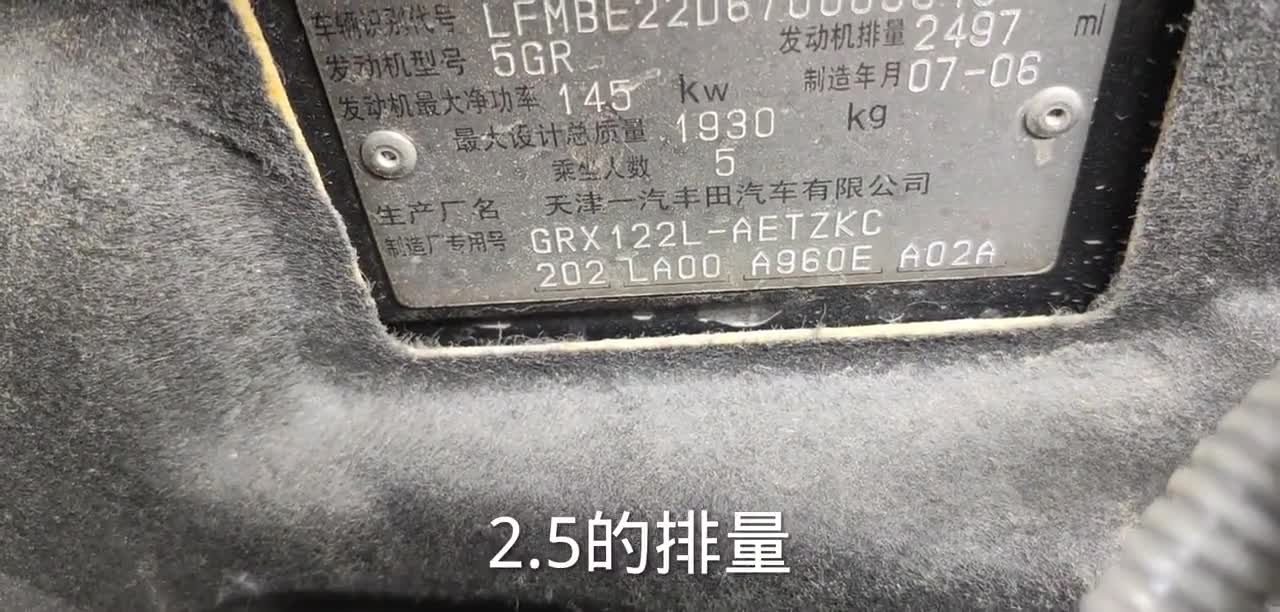 车辆识别代号 LFMBE22D670
发动机型号 5GR 发动机排量 2497 ml
发动机最大净功率 145 kw 制造年月 07-06
最大设计总质量 1930 kg
乘坐人数 5
生产厂名 天津一汽丰田汽车有限公司
制造厂专用号 GRX122L-AETZKC
202 LA00 A960E A02A
2.5的排量